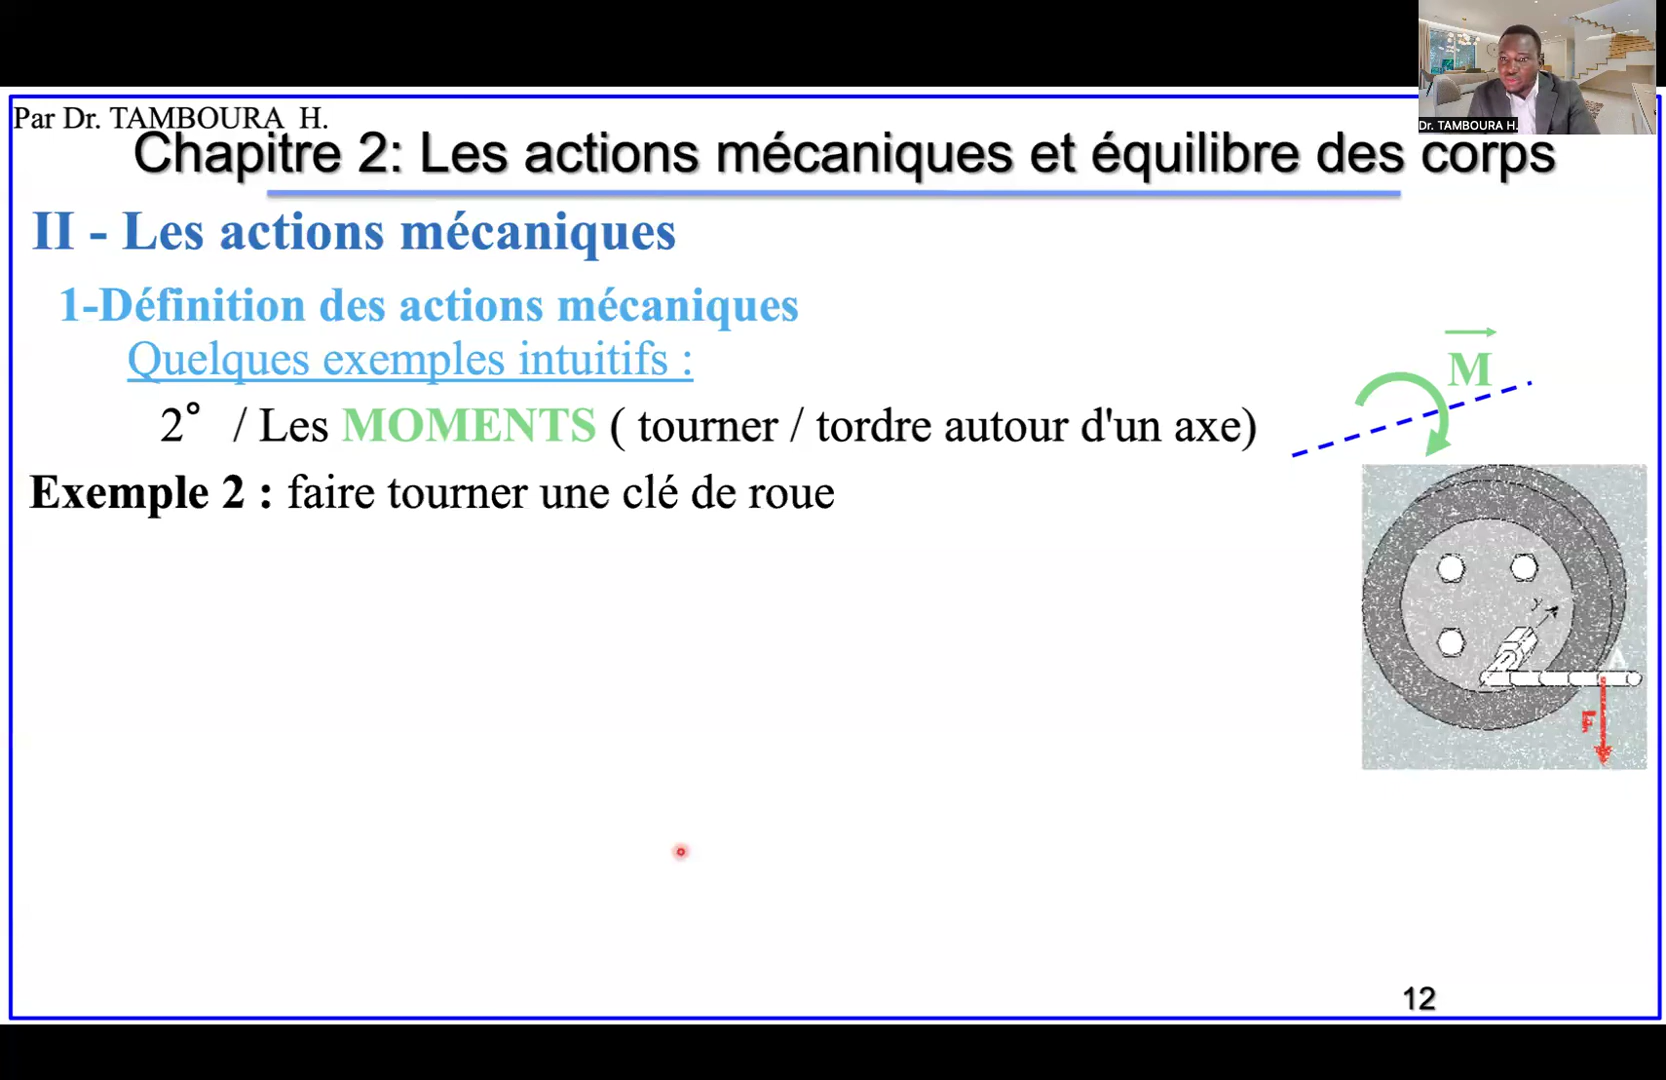 Dr. TAMBOURA H.
Par Dr. TAMBOURA H.
Chapitre 2: Les actions mécaniques et équilibre des corps
II - Les actions mécaniques
1-Définition des actions mécaniques
Quelques exemples intuitifs :
M
2° / Les MOMENTS ( tourner / tordre autour d'un axe)
Exemple 2 : faire tourner une clé de roue
y
A
F
12